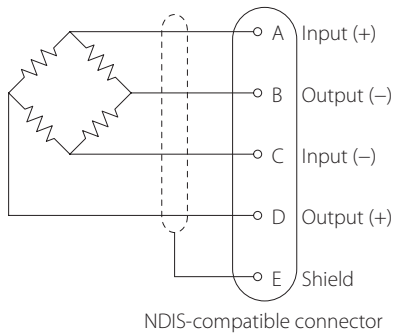 A Input (+)
B Output (−)
C Input (−)
D Output (+)
E Shield
NDIS-compatible connector